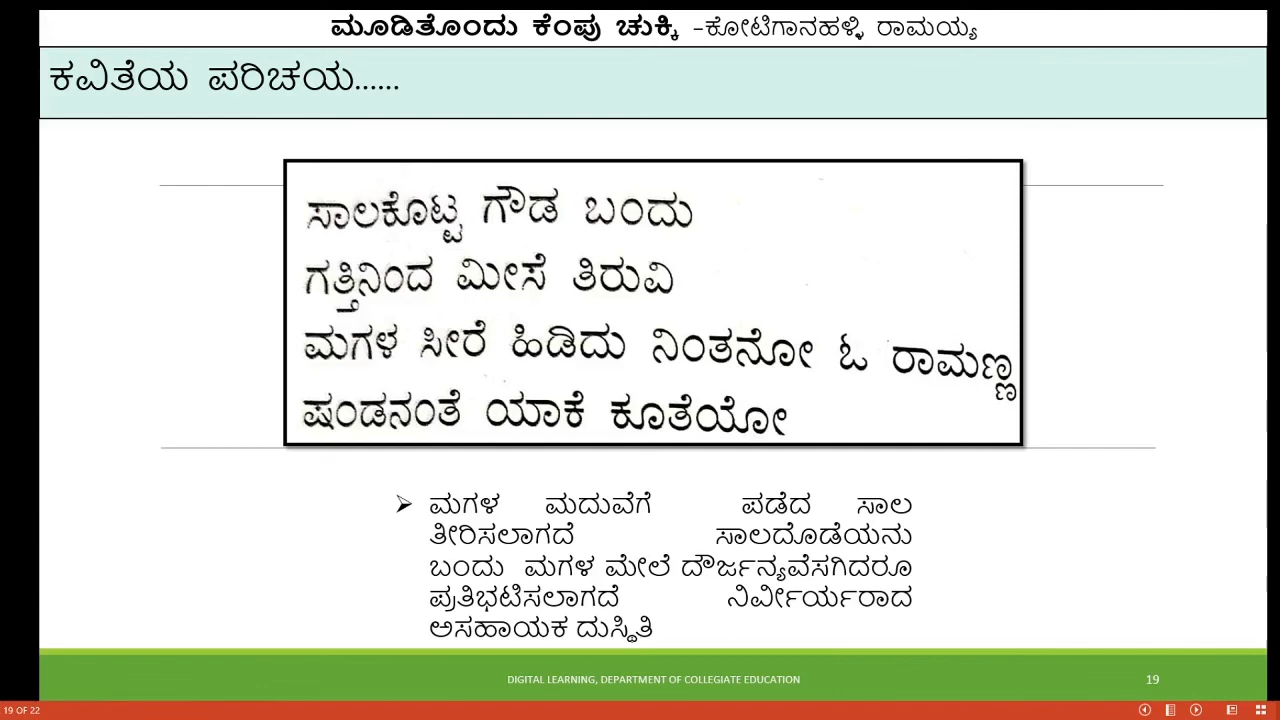 ಮೂಡಿತೊಂದು ಕೆಂಪು ಚುಕ್ಕಿ -ಕೋಟಿಗಾನಹಳ್ಳಿ ರಾಮಯ್ಯ
ಕವಿತೆಯ ಪರಿಚಯ......
ಸಾಲಕೊಟ್ಟ ಗೌಡ ಬಂದು
ಗತ್ತಿನಿಂದ ಮೀಸೆ ತಿರುವಿ
ಮಗಳ ಸೀರೆ ಹಿಡಿದು ನಿಂತನೋ ಓ ರಾಮಣ್ಣ
ಷಂಡನಂತೆ ಯಾಕೆ ಕೂತೆಯೋ
➢ ಮಗಳ ಮದುವೆಗೆ ಪಡೆದ ಸಾಲ
ತೀರಿಸಲಾಗದೆ ಸಾಲದೊಡೆಯನು
ಬಂದು ಮಗಳ ಮೇಲೆ ದೌರ್ಜನ್ಯವೆಸಗಿದರೂ
ಪ್ರತಿಭಟಿಸಲಾಗದೆ ನಿರ್ವೀರ್ಯರಾದ
ಅಸಹಾಯಕ ದುಸ್ಥಿತಿ
DIGITAL LEARNING, DEPARTMENT OF COLLEGIATE EDUCATION 19
19 OF 22